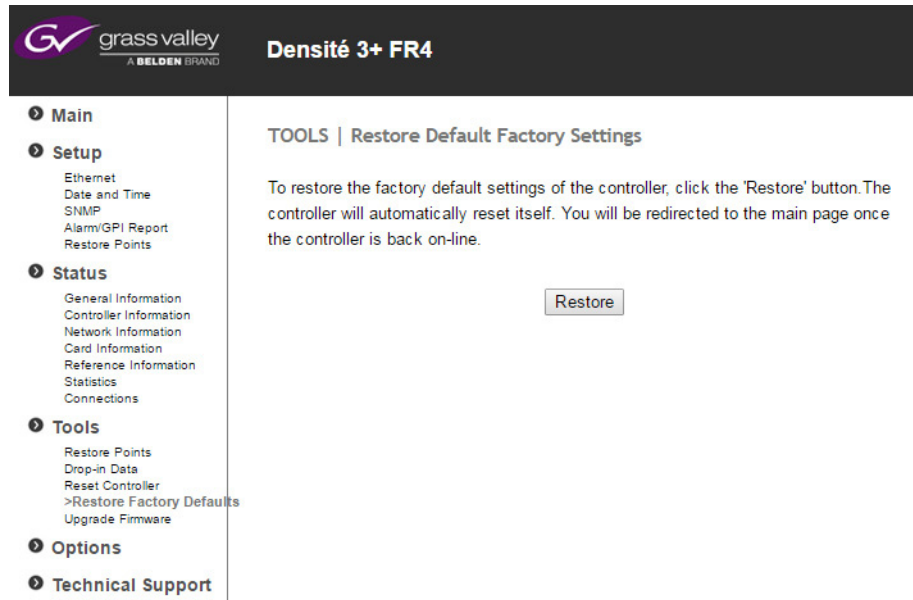 GV
grass valley
A BELDEN BRAND
Densité 3+ FR4
Main
Setup
Ethernet
Date and Time
SNMP
Alarm/GPI Report
Restore Points
Status
General Information
Controller Information
Network Information
Card Information
Reference Information
Statistics
Connections
Tools
Restore Points
Drop-in Data
Reset Controller
>Restore Factory Defaults
Upgrade Firmware
Options
Technical Support
TOOLS | Restore Default Factory Settings
To restore the factory default settings of the controller, click the 'Restore' button.The
controller will automatically reset itself. You will be redirected to the main page once
the controller is back on-line.
Restore